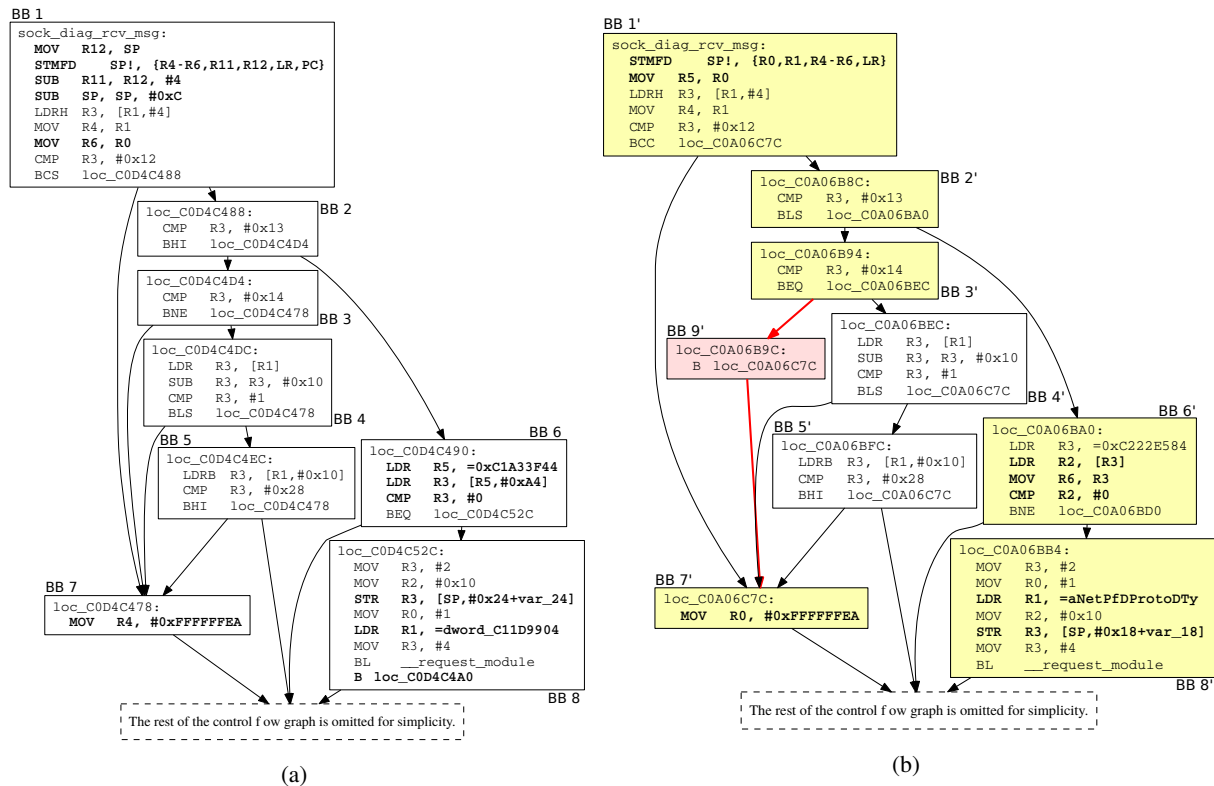 BB 1
sock_diag_rcv_msg:
MOV R12, SP
STMFD SP!, {R4-R6,R11,R12,LR,PC}
SUB R11, R12, #4
SUB SP, SP, #0xC
LDRH R3, [R1,#4]
MOV R4, R1
MOV R6, R0
CMP R3, #0x12
BCS loc_C0D4C488
BB 2
loc_C0D4C488:
CMP R3, #0x13
BHI loc_C0D4C4D4
loc_C0D4C4D4:
CMP R3, #0x14
BNE loc_C0D4C478
BB 3
loc_C0D4C4DC:
LDR R3, [R1]
SUB R3, R3, #0x10
CMP R3, #1
BLS loc_C0D4C478
BB 4
BB 5
loc_C0D4C4EC:
LDRB R3, [R1,#0x10]
CMP R3, #0x28
BHI loc_C0D4C478
BB 6
loc_C0D4C490:
LDR R5, =0xC1A33F44
LDR R3, [R5,#0xA4]
CMP R3, #0
BEQ loc_C0D4C52C
loc_C0D4C52C:
MOV R3, #2
MOV R2, #0x10
STR R3, [SP,#0x24+var_24]
MOV R0, #1
LDR R1, =dword_C11D9904
MOV R3, #4
BL __request_module
B loc_C0D4C4A0
BB 8
BB 7
loc_C0D4C478:
MOV R4, #0xFFFFFFEA
The rest of the control f ow graph is omitted for simplicity.
(a)
BB 1'
sock_diag_rcv_msg:
STMFD SP!, {R0,R1,R4-R6,LR}
MOV R5, R0
LDRH R3, [R1,#4]
MOV R4, R1
CMP R3, #0x12
BCC loc_C0A06C7C
BB 2'
loc_C0A06B8C:
CMP R3, #0x13
BLS loc_C0A06BA0
loc_C0A06B94:
CMP R3, #0x14
BEQ loc_C0A06BEC
BB 3'
BB 9'
loc_C0A06B9C:
B loc_C0A06C7C
loc_C0A06BEC:
LDR R3, [R1]
SUB R3, R3, #0x10
CMP R3, #1
BLS loc_C0A06C7C
BB 4'
BB 5'
loc_C0A06BFC:
LDRB R3, [R1,#0x10]
CMP R3, #0x28
BHI loc_C0A06C7C
BB 6'
loc_C0A06BA0:
LDR R3, =0xC222E584
LDR R2, [R3]
MOV R6, R3
CMP R2, #0
BNE loc_C0A06BD0
loc_C0A06BB4:
MOV R3, #2
MOV R0, #1
LDR R1, =aNetPfDProtoDTy
MOV R2, #0x10
STR R3, [SP,#0x18+var_18]
MOV R3, #4
BL __request_module
BB 8'
BB 7'
loc_C0A06C7C:
MOV R0, #0xFFFFFFEA
The rest of the control f ow graph is omitted for simplicity.
(b)